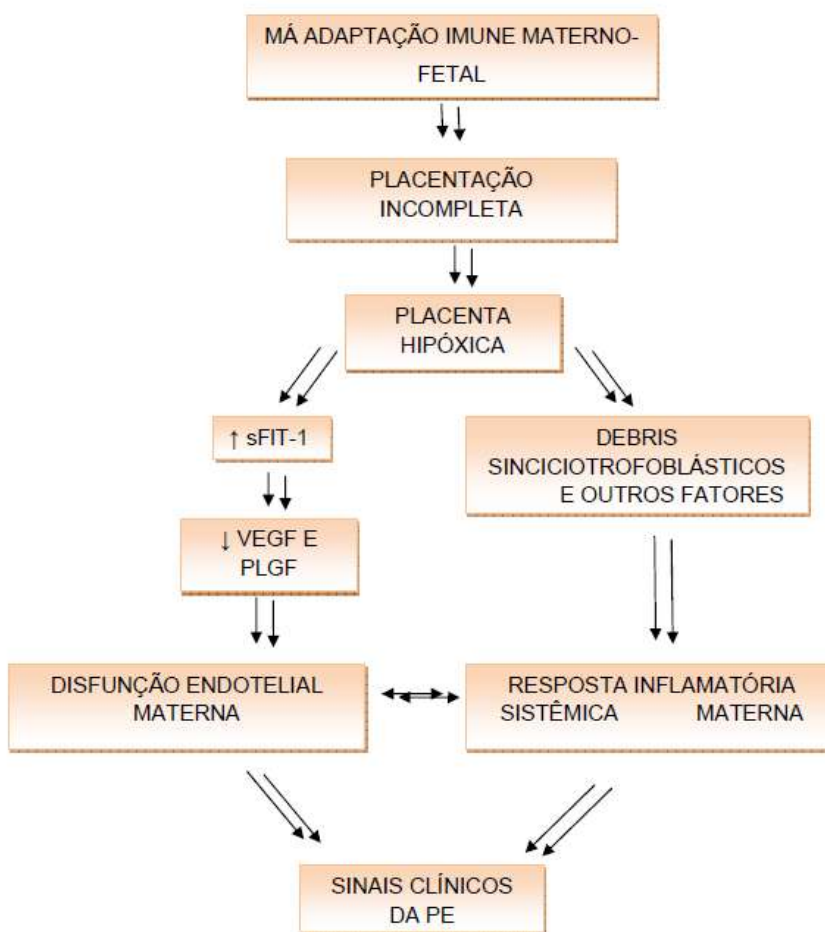 MÁ ADAPTAÇÃO IMUNE MATERNO-
FETAL
PLACENTAÇÃO
INCOMPLETA
PLACENTA
HIPÓXICA
↑ sFIT-1
DEBRIS
SINCICIOTROFOBLÁSTICOS
E OUTROS FATORES
↓ VEGF E
PLGF
DISFUNÇÃO ENDOTELIAL
MATERNA
RESPOSTA INFLAMATÓRIA
SISTÊMICA MATERNA
SINAIS CLÍNICOS
DA PE